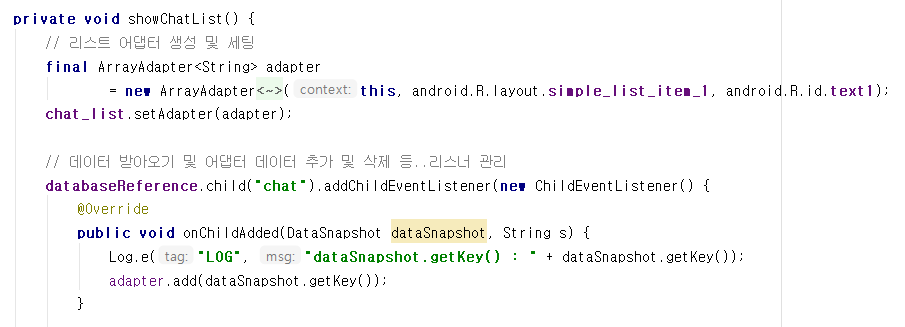 private void showChatList() {
// 리스트 어댑터 생성 및 세팅
final ArrayAdapter<String> adapter
= new ArrayAdapter<~>( context: this, android.R.layout.simple_list_item_1, android.R.id.text1);
chat_list.setAdapter(adapter);
// 데이터 받아오기 및 어댑터 데이터 추가 및 삭제 등..리스너 관리
databaseReference.child("chat").addChildEventListener(new ChildEventListener() {
@Override
public void onChildAdded(DataSnapshot dataSnapshot, String s) {
Log.e( tag: "LOG", msg: "dataSnapshot.getKey() : " + dataSnapshot.getKey());
adapter.add(dataSnapshot.getKey());
}